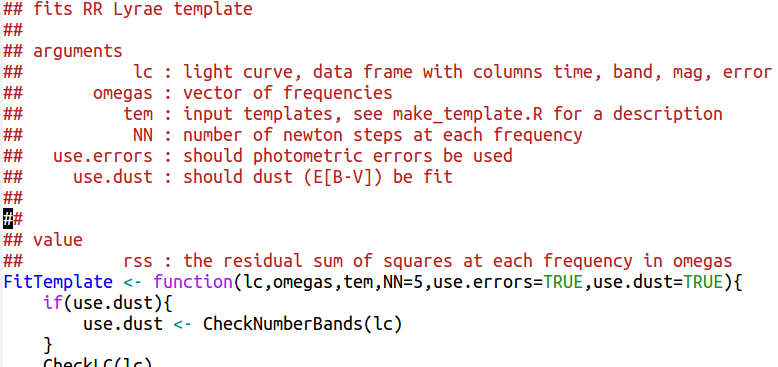 ## fits RR Lyrae template
##
## arguments
##           lc : light curve, data frame with columns time, band, mag, error
##       omegas : vector of frequencies
##          tem : input templates, see make_template.R for a description
##           NN : number of newton steps at each frequency
##   use.errors : should photometric errors be used
##     use.dust : should dust (E[B-V]) be fit
##
##
## value
##          rss : the residual sum of squares at each frequency in omegas
FitTemplate <- function(lc,omegas,tem,NN=5,use.errors=TRUE,use.dust=TRUE){
    if(use.dust){
        use.dust <- CheckNumberBands(lc)
    }
    CheckLC(lc)